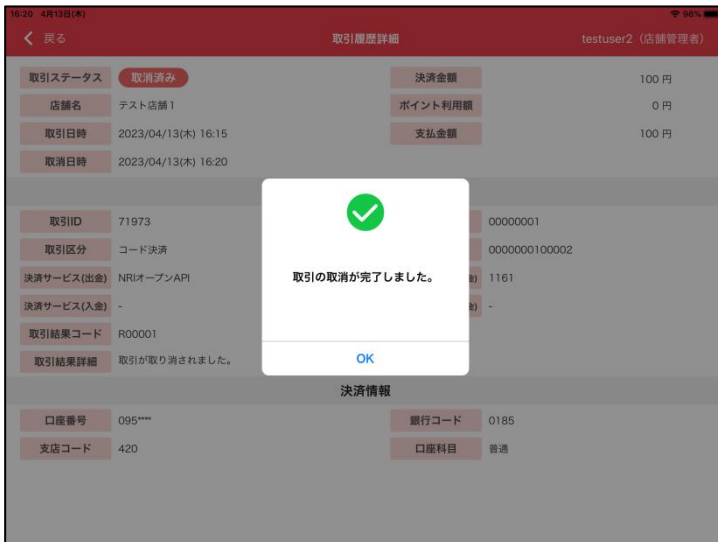 16:20 4月13日(木) 98%
戻る 取引履歴詳細 testuser2（店舗管理者）
取引ステータス 取消済み 決済金額 100 円
店舗名 テスト店舗1 ポイント利用額 0 円
取引日時 2023/04/13(木) 16:15 支払金額 100 円
取消日時 2023/04/13(木) 16:20
取引ID 71973 00000001
取引区分 コード決済 0000000100002
決済サービス(出金) NRIオープンAPI 1161
取引の取消が完了しました。
決済サービス(入金) - -
取引結果コード R00001
取引結果詳細 取引が取り消されました。
OK
決済情報
口座番号 095**** 銀行コード 0185
支店コード 420 口座科目 普通